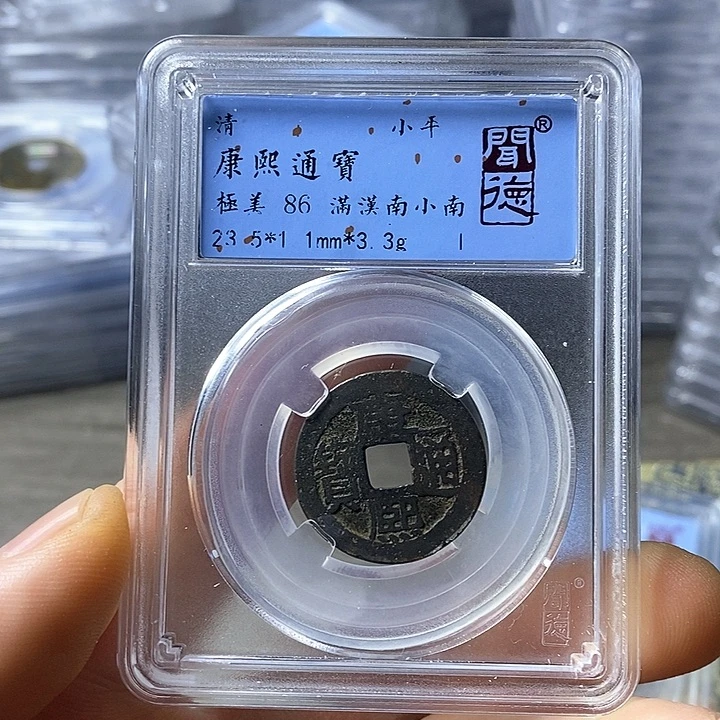 清 小平
康熙通寶
極美 86 滿漢南小南
23.5*1.1mm*3.3g
聞德®
康熙通寶
聞德®